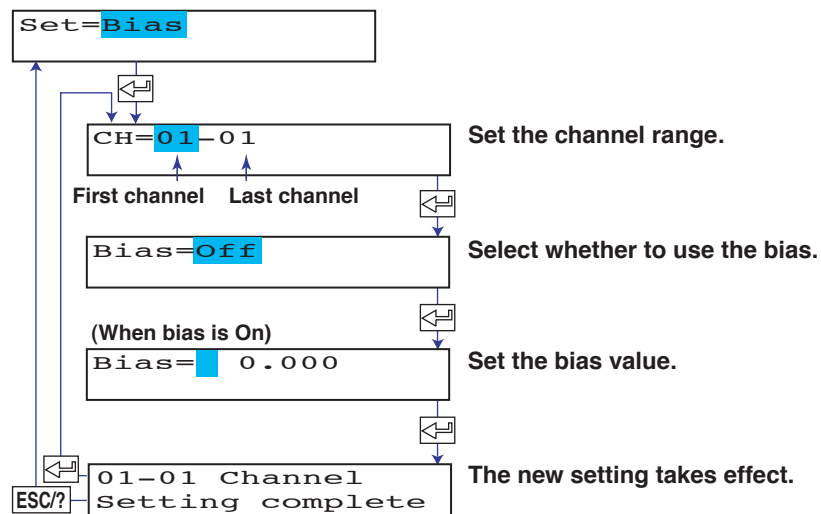 Set=Bias
CH=01-01
Set the channel range.
First channel Last channel
Bias=Off
Select whether to use the bias.
(When bias is On)
Bias= 0.000
Set the bias value.
01-01 Channel
Setting complete
The new setting takes effect.
ESC/?